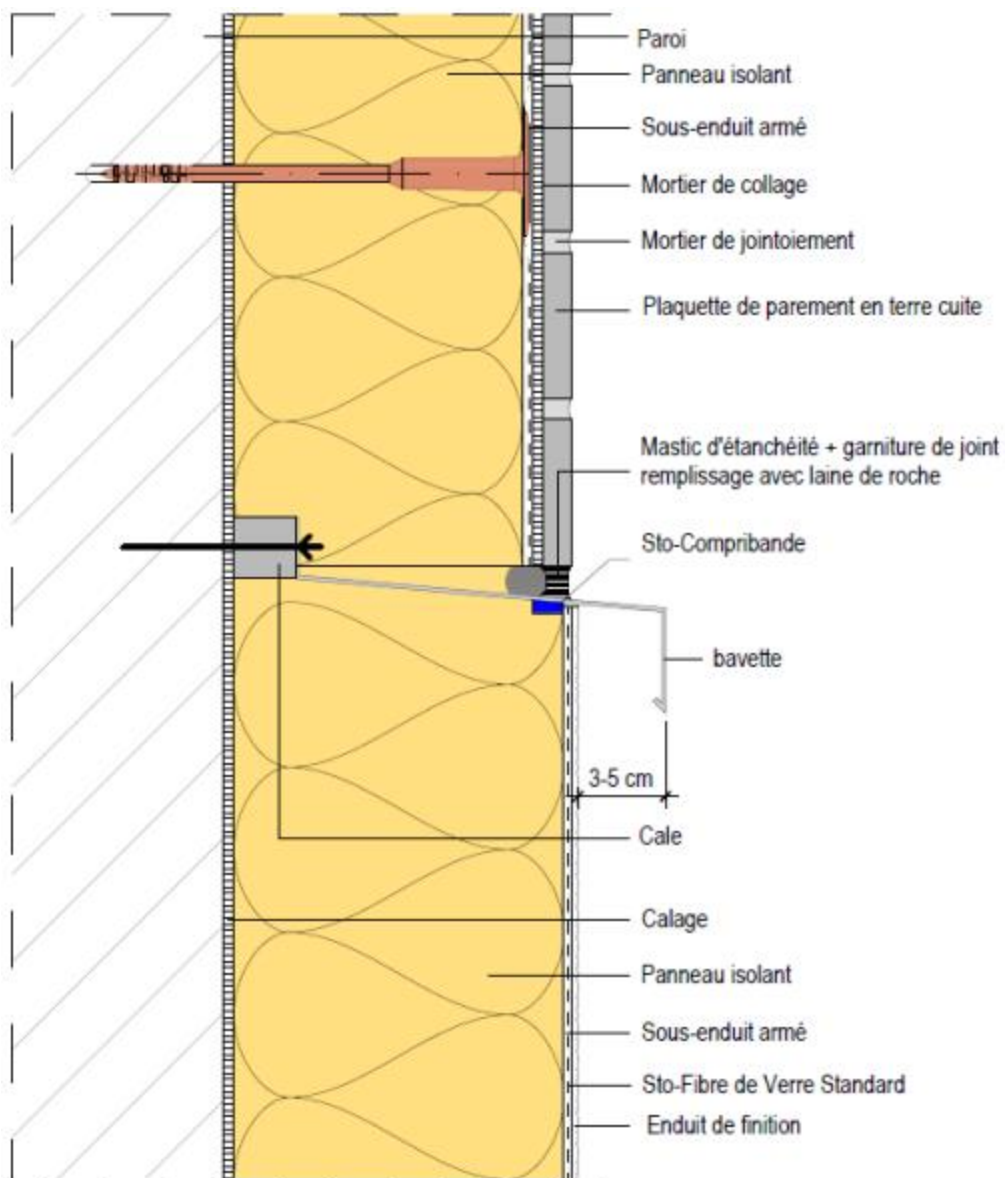 Paroi
Panneau isolant
Sous-enduit armé
Mortier de collage
Mortier de jointoiement
Plaquette de parement en terre cuite
Mastic d'étanchéité + garniture de joint
remplissage avec laine de roche
Sto-Compribande
bavette
3-5 cm
Cale
Calage
Panneau isolant
Sous-enduit armé
Sto-Fibre de Verre Standard
Enduit de finition